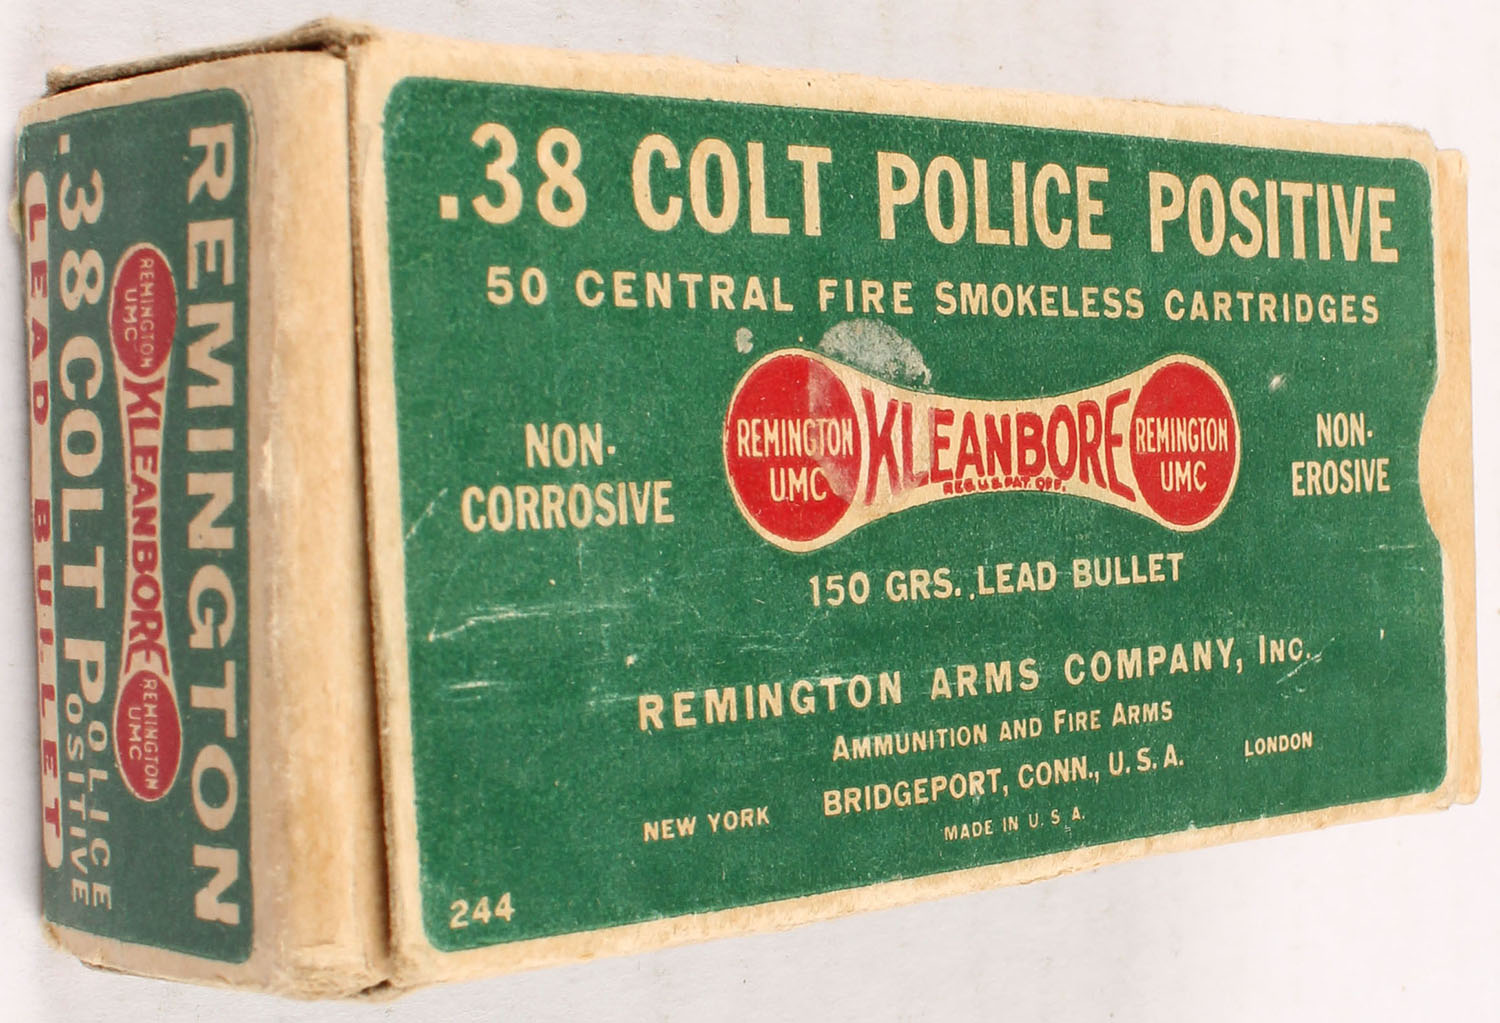 .38 COLT POLICE POSITIVE
50 CENTRAL FIRE SMOKELESS CARTRIDGES
NON-
CORROSIVE
REMINGTON
UMC
KLEANBORE
REG. U.S. PAT. OFF.
REMINGTON
UMC
NON-
EROSIVE
150 GRS. LEAD BULLET
REMINGTON ARMS COMPANY, INC.
AMMUNITION AND FIRE ARMS
BRIDGEPORT, CONN., U. S. A.
NEW YORK
LONDON
MADE IN U. S. A.
244
REMINGTON
REMINGTON
UMC
KLEANBORE
REMINGTON
UMC
.38 COLT POLICE
POSITIVE
LEAD BULLET